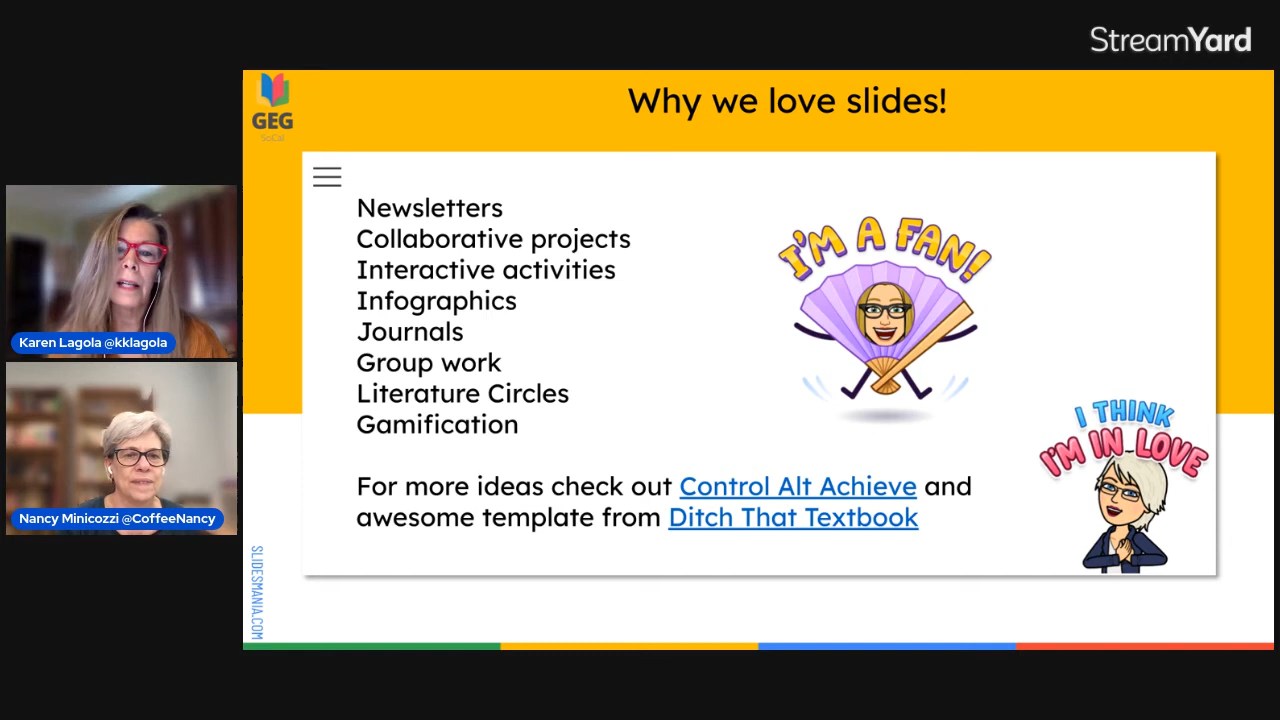 StreamYard
GEG
SoCal
Why we love slides!
Newsletters
Collaborative projects
Interactive activities
Infographics
Journals
Group work
Literature Circles
Gamification
For more ideas check out Control Alt Achieve and
awesome template from Ditch That Textbook
I'M A FAN!
I THINK
I'M IN LOVE
Karen Lagola @kklagola
Nancy Minicozzi @CoffeeNancy
SLIDESMANIA.COM